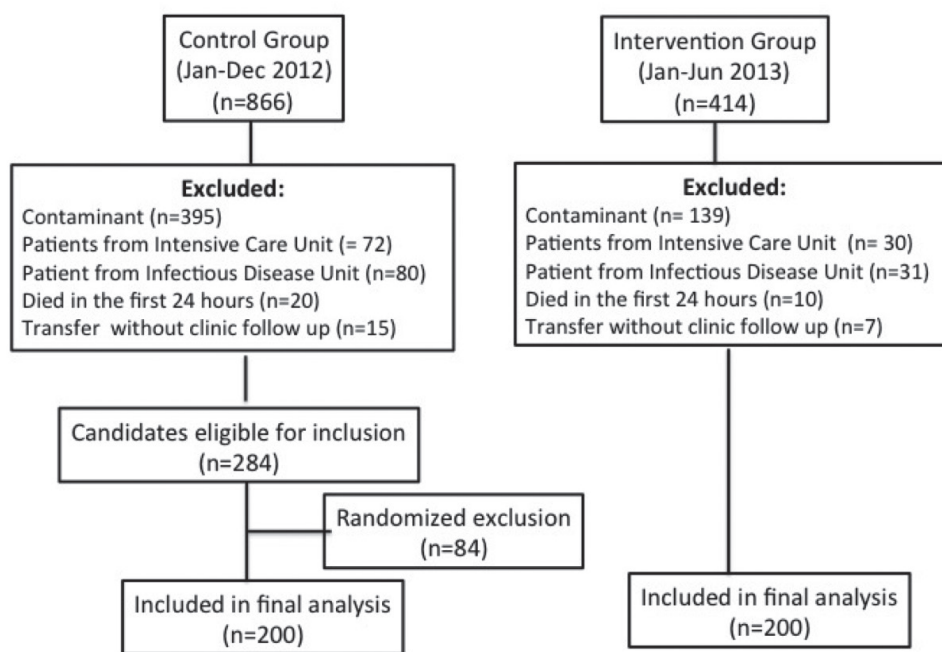 Control Group
(Jan-Dec 2012)
(n=866)
Intervention Group
(Jan-Jun 2013)
(n=414)
Excluded:
Contaminant (n=395)
Patients from Intensive Care Unit (= 72)
Patient from Infectious Disease Unit (n=80)
Died in the first 24 hours (n=20)
Transfer without clinic follow up (n=15)
Excluded:
Contaminant (n= 139)
Patients from Intensive Care Unit (n= 30)
Patient from Infectious Disease Unit (n=31)
Died in the first 24 hours (n=10)
Transfer without clinic follow up (n=7)
Candidates eligible for inclusion
(n=284)
Randomized exclusion
(n=84)
Included in final analysis
(n=200)
Included in final analysis
(n=200)